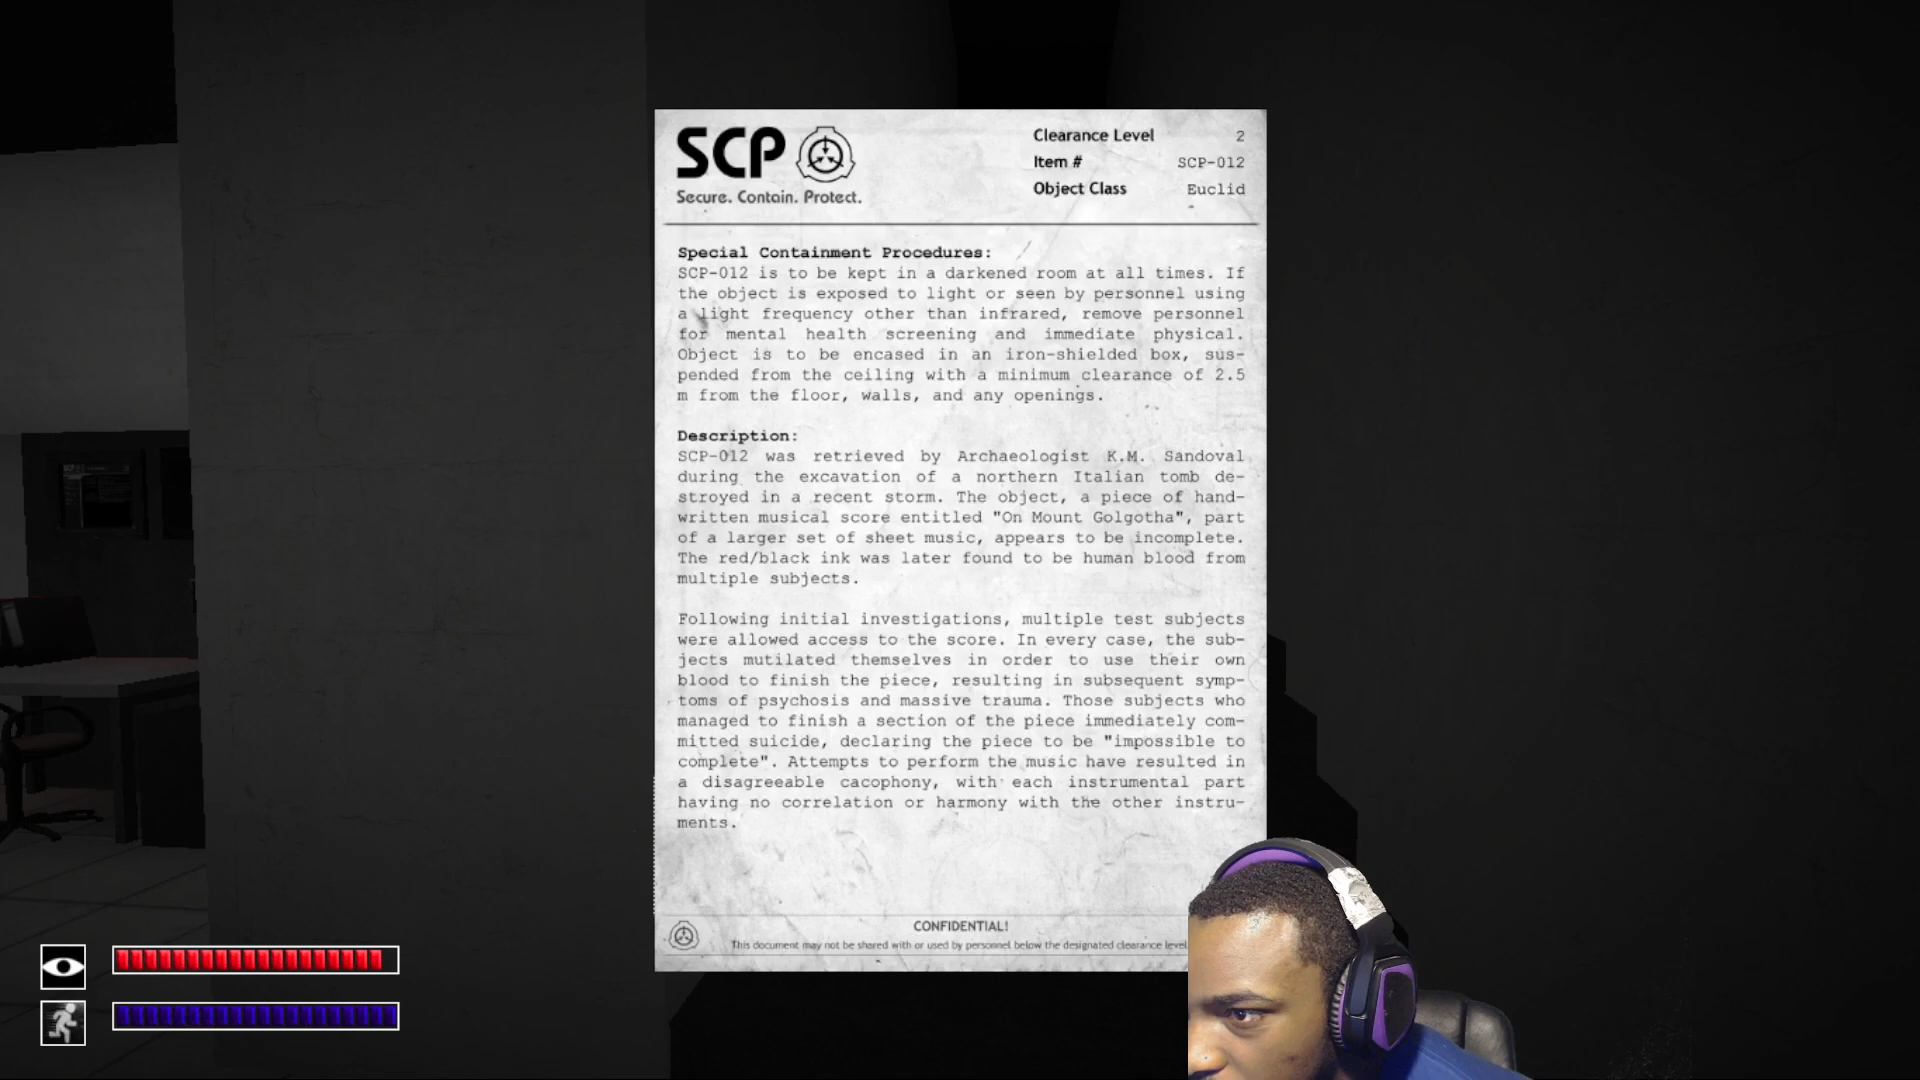 SCP
Secure. Contain. Protect.
Clearance Level 2
Item # SCP-012
Object Class Euclid
Special Containment Procedures:
SCP-012 is to be kept in a darkened room at all times. If
the object is exposed to light or seen by personnel using
a light frequency other than infrared, remove personnel
for mental health screening and immediate physical.
Object is to be encased in an iron-shielded box, sus-
pended from the ceiling with a minimum clearance of 2.5
m from the floor, walls, and any openings.
Description:
SCP-012 was retrieved by Archaeologist K.M. Sandoval
during the excavation of a northern Italian tomb de-
stroyed in a recent storm. The object, a piece of hand-
written musical score entitled "On Mount Golgotha", part
of a larger set of sheet music, appears to be incomplete.
The red/black ink was later found to be human blood from
multiple subjects.
Following initial investigations, multiple test subjects
were allowed access to the score. In every case, the sub-
jects mutilated themselves in order to use their own
blood to finish the piece, resulting in subsequent symp-
toms of psychosis and massive trauma. Those subjects who
managed to finish a section of the piece immediately com-
mitted suicide, declaring the piece to be "impossible to
complete". Attempts to perform the music have resulted in
a disagreeable cacophony, with each instrumental part
having no correlation or harmony with the other instru-
ments.
CONFIDENTIAL!
This document may not be shared with or used by personnel below the designated clearance level